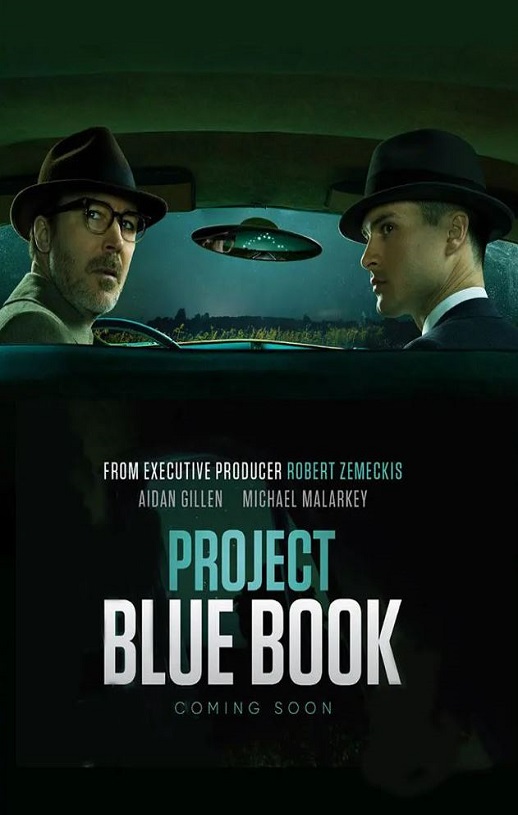 FROM EXECUTIVE PRODUCER ROBERT ZEMECKIS
AIDAN GILLEN MICHAEL MALARKEY
PROJECT
BLUE BOOK
COMING SOON